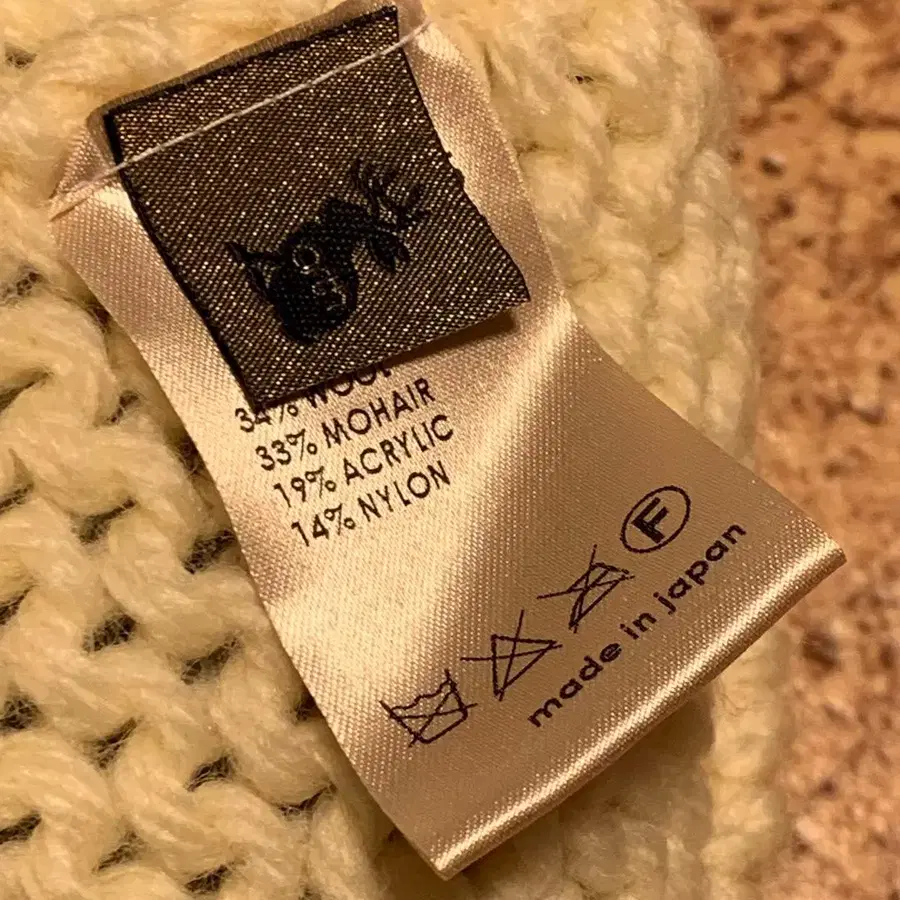 34% WOOL
33% MOHAIR
19% ACRYLIC
14% NYLON
F
made in japan